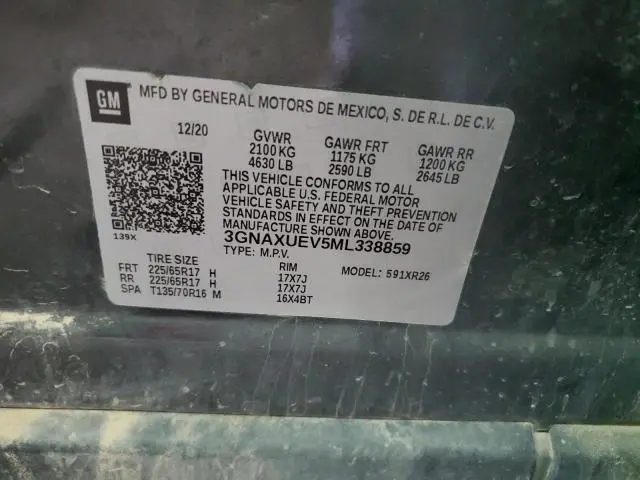 GM MFD BY GENERAL MOTORS DE MEXICO, S. DE R.L. DE C.V.
12/20 GVWR GAWR FRT GAWR RR
2100 KG 1175 KG 1200 KG
4630 LB 2590 LB 2645 LB
THIS VEHICLE CONFORMS TO ALL
APPLICABLE U.S. FEDERAL MOTOR
VEHICLE SAFETY AND THEFT PREVENTION
STANDARDS IN EFFECT ON THE DATE OF
MANUFACTURE SHOWN ABOVE.
139X 3GNAXUEV5ML338859
TYPE: M.P.V. MODEL: 591XR26
TIRE SIZE RIM
FRT 225/65R17 H 17X7J
RR 225/65R17 H 17X7J
SPA T135/70R16 M 16X4BT